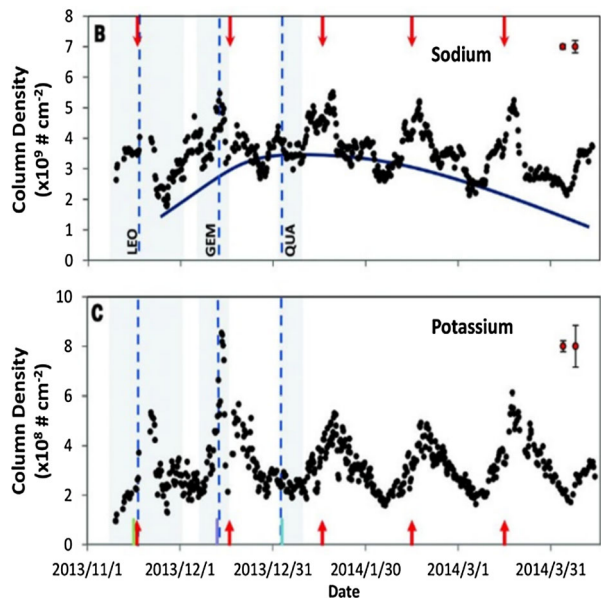 B
Sodium
8
7
6
5
4
3
2
1
0
Column Density
(x10⁹ # cm⁻²)
LEO
GEM
QUA
C
Potassium
10
8
6
4
2
0
Column Density
(x10⁸ # cm⁻²)
2013/11/1 2013/12/1 2013/12/31 2014/1/30 2014/3/1 2014/3/31
Date